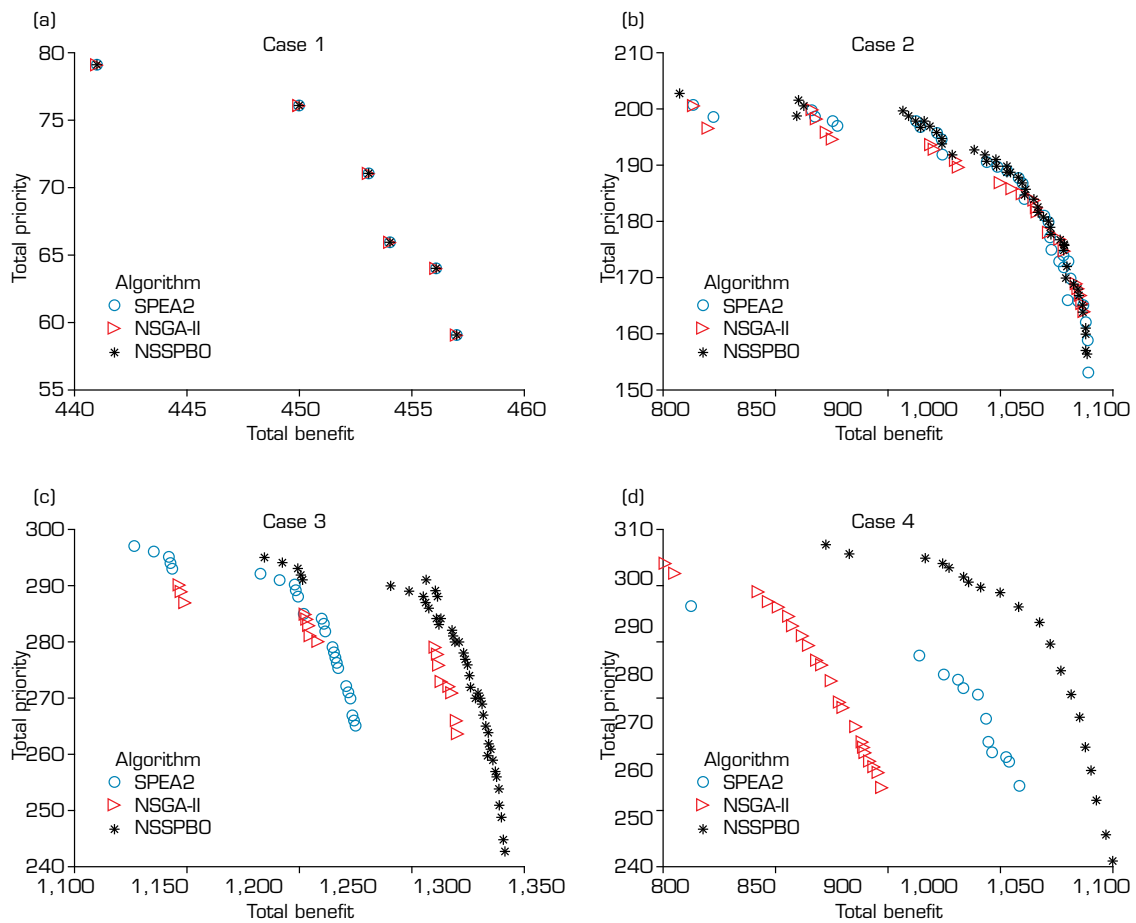 (a)
Case 1
Total priority
80
75
70
65
60
55
Algorithm
SPEA2
NSGA-II
NSSPBO
440 445 450 455 460
Total benefit
(b)
Case 2
Total priority
210
200
190
180
170
160
150
Algorithm
SPEA2
NSGA-II
NSSPBO
800 850 900 1,000 1,050 1,100
Total benefit
(c)
Case 3
Total priority
300
290
280
270
260
250
240
Algorithm
SPEA2
NSGA-II
NSSPBO
1,100 1,150 1,200 1,250 1,300 1,350
Total benefit
(d)
Case 4
Total priority
310
300
290
280
270
260
250
240
Algorithm
SPEA2
NSGA-II
NSSPBO
800 850 900 1,000 1,050 1,100
Total benefit